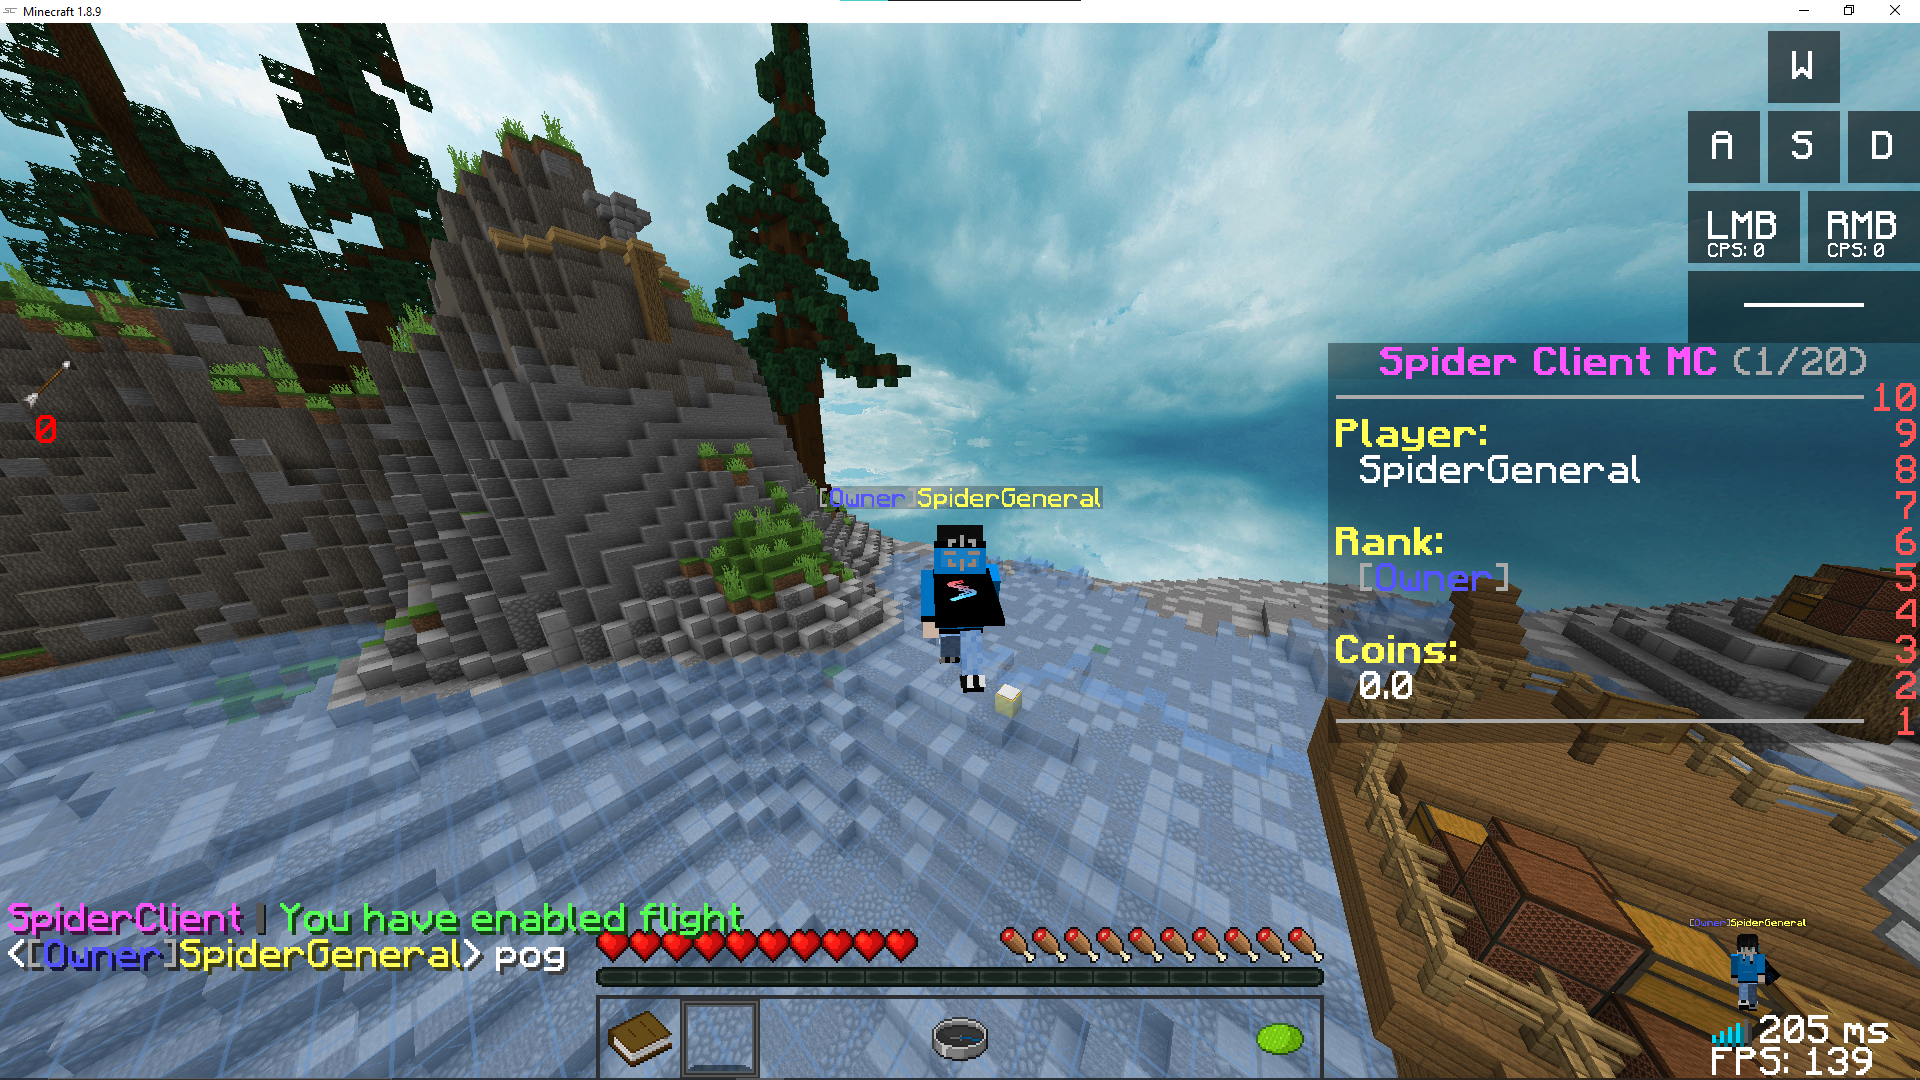 Minecraft 1.8.9
W
A S D
LMB RMB
CPS: 0 CPS: 0
Spider Client MC (1/20)
10
Player: 9
SpiderGeneral 8
7
Rank: 6
[Owner] 5
4
Coins: 3
0.0 2
1
0
[Owner]SpiderGeneral
SpiderClient | You have enabled flight
<[Owner]SpiderGeneral> pog
[Owner]SpiderGeneral
205 ms
FPS: 139